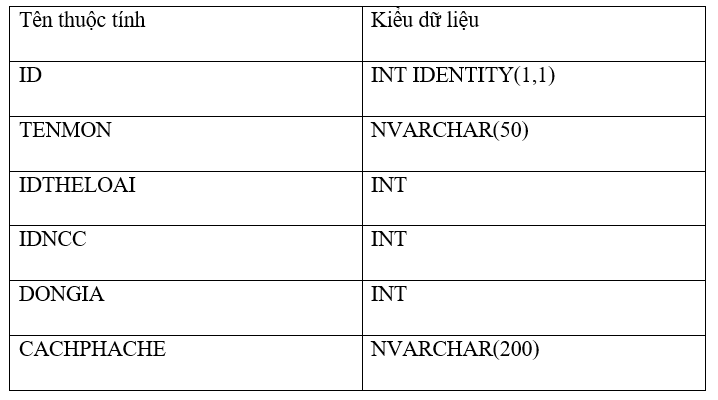 Tên thuộc tính Kiểu dữ liệu
ID INT IDENTITY(1,1)
TENMON NVARCHAR(50)
IDTHELOAI INT
IDNCC INT
DONGIA INT
CACHPHACHE NVARCHAR(200)